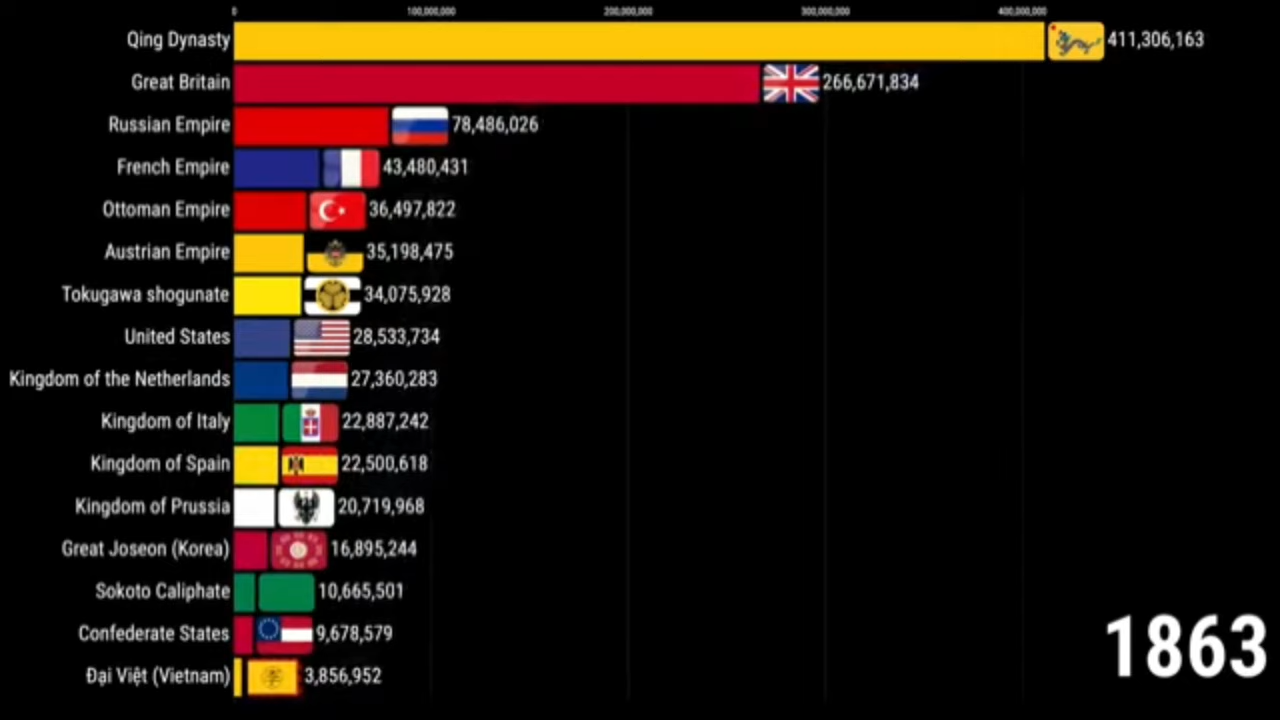 0 100,000,000 200,000,000 300,000,000 400,000,000
Qing Dynasty 411,306,163
Great Britain 266,671,834
Russian Empire 78,486,026
French Empire 43,480,431
Ottoman Empire 36,497,822
Austrian Empire 35,198,475
Tokugawa shogunate 34,075,928
United States 28,533,734
Kingdom of the Netherlands 27,360,283
Kingdom of Italy 22,887,242
Kingdom of Spain 22,500,618
Kingdom of Prussia 20,719,968
Great Joseon (Korea) 16,895,244
Sokoto Caliphate 10,665,501
Confederate States 9,678,579
Đại Việt (Vietnam) 3,856,952
1863